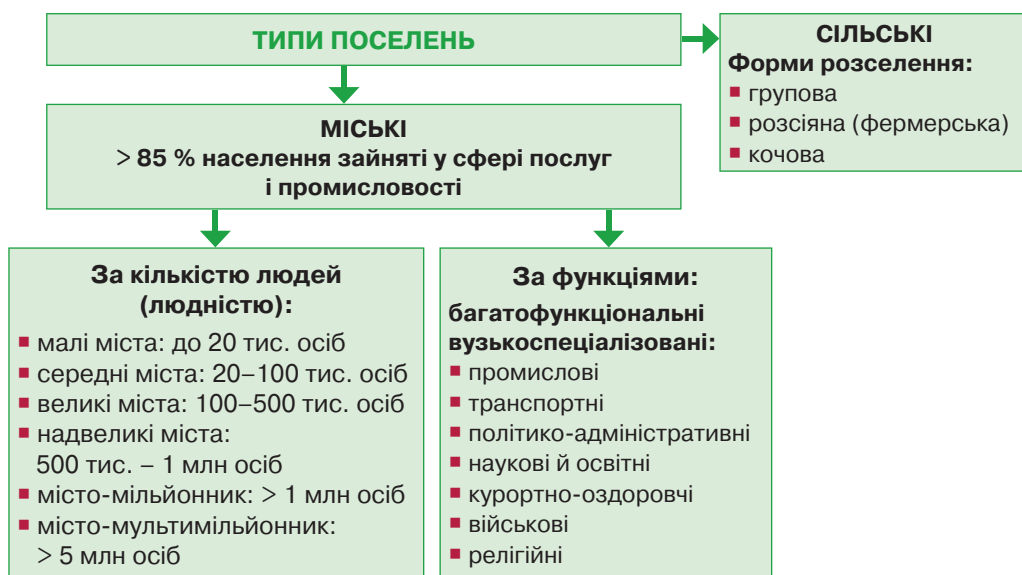 ТИПИ ПОСЕЛЕНЬ
СІЛЬСЬКІ
Форми розселення:
групова
розсіяна (фермерська)
кочова
МІСЬКІ
> 85 % населення зайняті у сфері послуг
і промисловості
За кількістю людей
(людністю):
малі міста: до 20 тис. осіб
середні міста: 20–100 тис. осіб
великі міста: 100–500 тис. осіб
надвеликі міста:
500 тис. – 1 млн осіб
місто-мільйонник: > 1 млн осіб
місто-мультимільйонник:
> 5 млн осіб
За функціями:
багатофункціональні
вузькоспеціалізовані:
промислові
транспортні
політико-адміністративні
наукові й освітні
курортно-оздоровчі
військові
релігійні